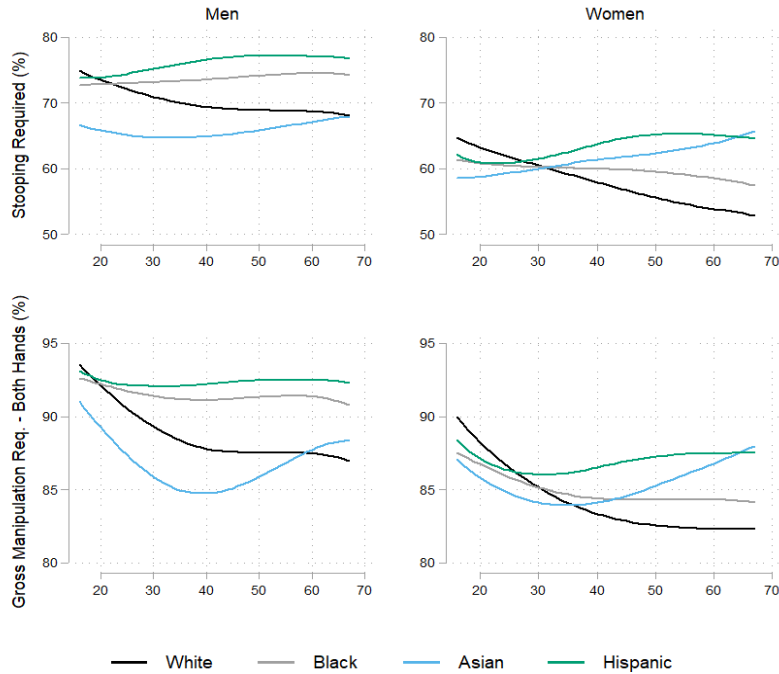 Men
Women
Stooping Required (%)
80
70
60
50
20 30 40 50 60 70
80
70
60
50
20 30 40 50 60 70
Gross Manipulation Req. - Both Hands (%)
95
90
85
80
20 30 40 50 60 70
95
90
85
80
20 30 40 50 60 70
White Black Asian Hispanic